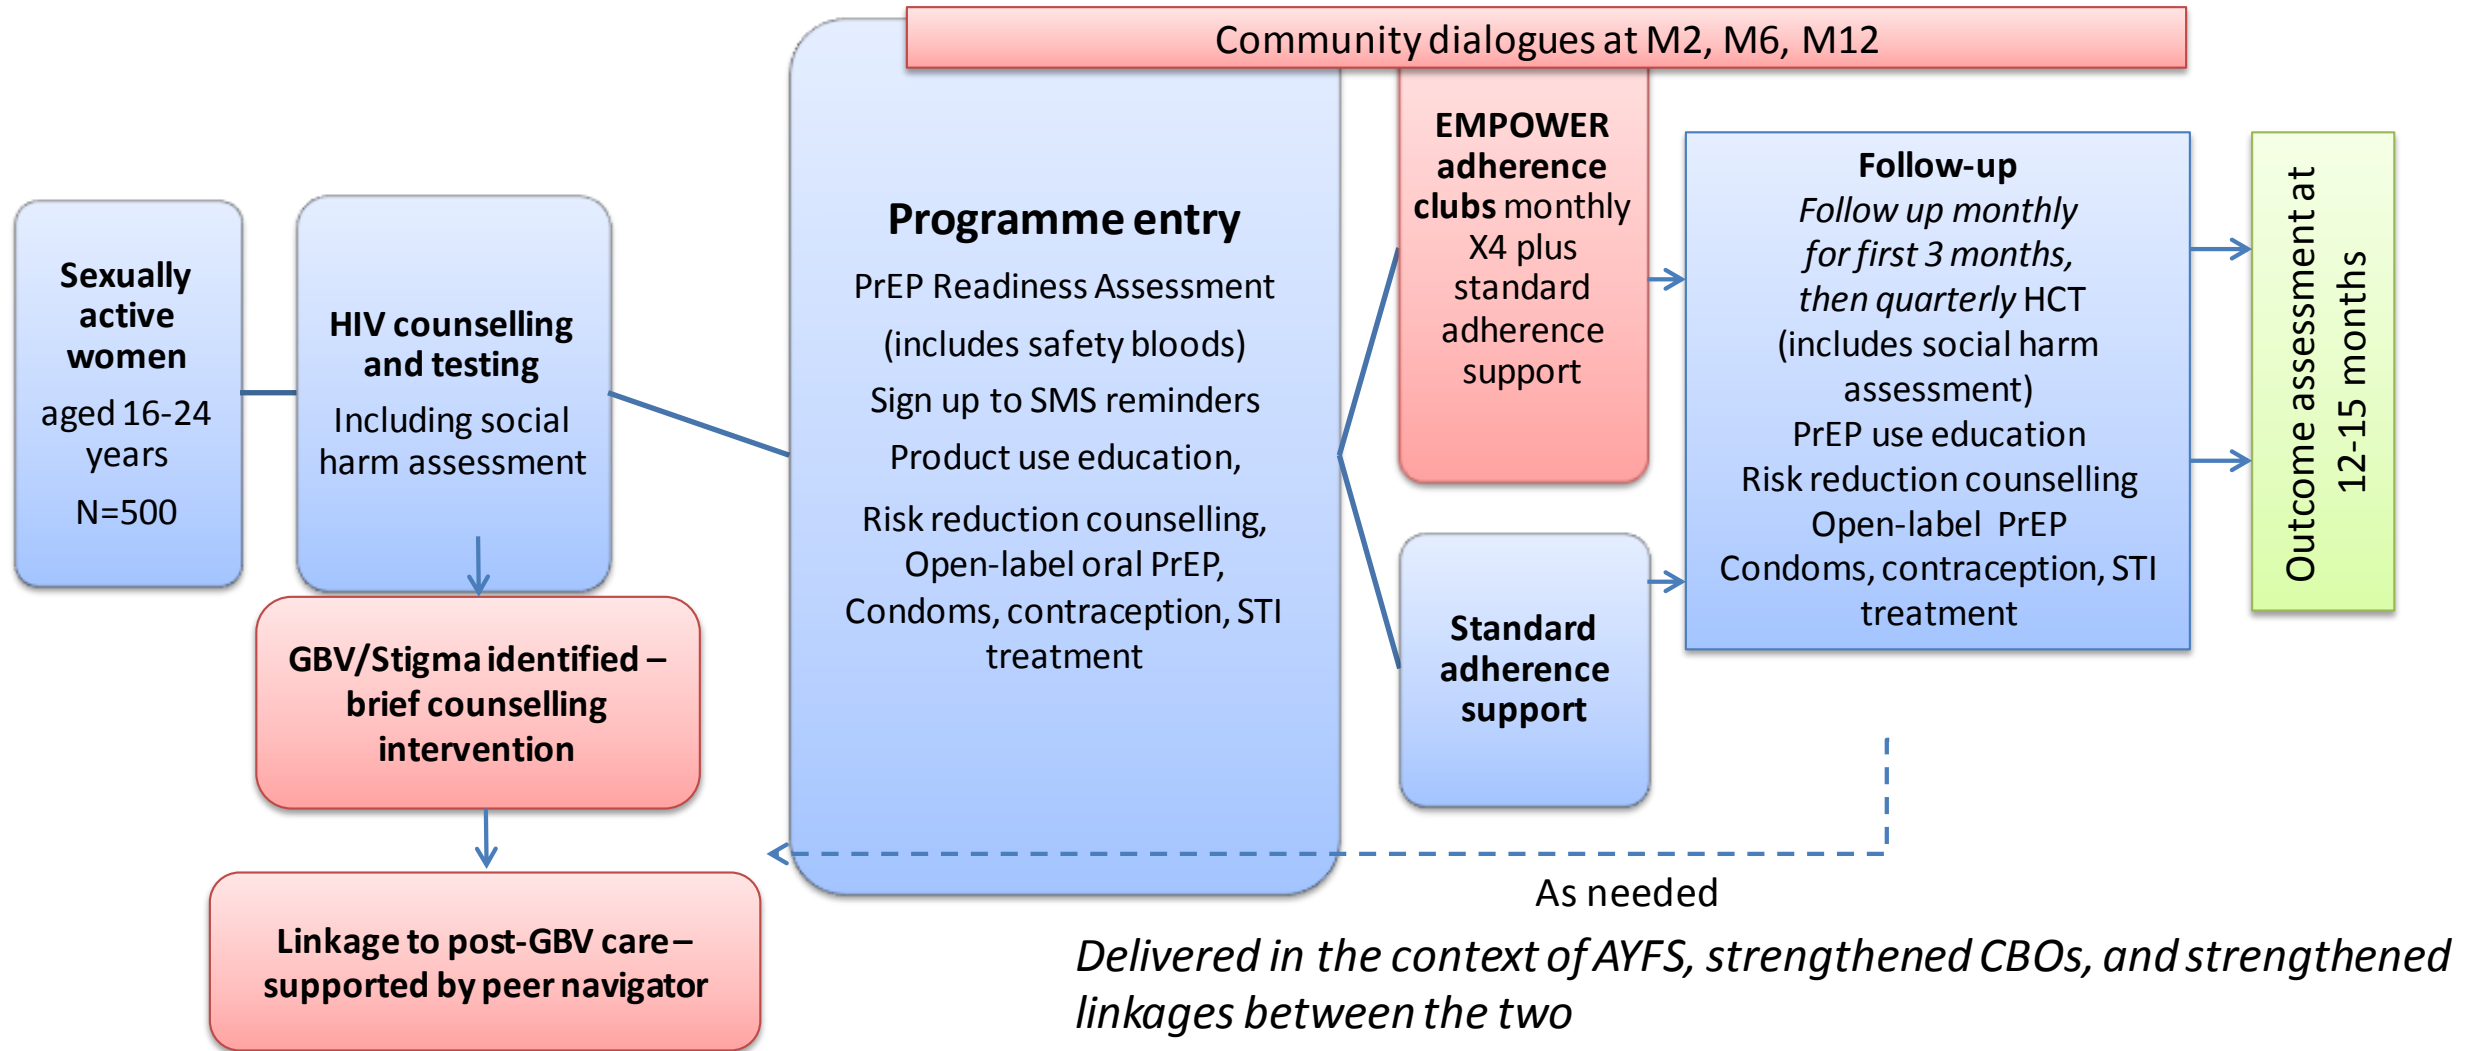 Community dialogues at M2, M6, M12
Sexually
active
women
aged 16-24
years
N=500
HIV counselling
and testing
Including social
harm assessment
GBV/Stigma identified –
brief counselling
intervention
Linkage to post-GBV care –
supported by peer navigator
Programme entry
PrEP Readiness Assessment
(includes safety bloods)
Sign up to SMS reminders
Product use education,
Risk reduction counselling,
Open-label oral PrEP,
Condoms, contraception, STI
treatment
EMPOWER
adherence
clubs monthly
X4 plus
standard
adherence
support
Standard
adherence
support
Follow-up
Follow up monthly
for first 3 months,
then quarterly HCT
(includes social harm
assessment)
PrEP use education
Risk reduction counselling
Open-label PrEP
Condoms, contraception, STI
treatment
Outcome assessment at
12-15 months
As needed
Delivered in the context of AYFS, strengthened CBOs, and strengthened
linkages between the two